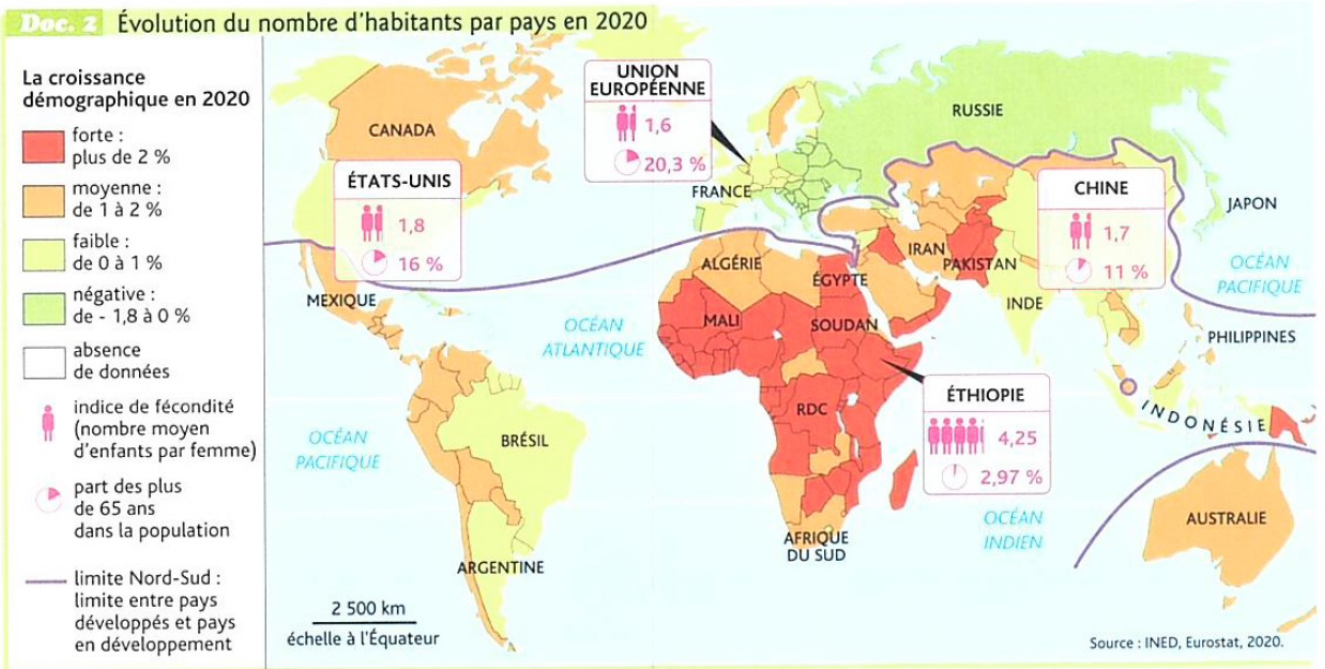 Doc. 2 Évolution du nombre d'habitants par pays en 2020
La croissance
démographique en 2020
forte :
plus de 2 %
moyenne :
de 1 à 2 %
faible :
de 0 à 1 %
négative :
de - 1,8 à 0 %
absence
de données
indice de fécondité
(nombre moyen
d'enfants par femme)
part des plus
de 65 ans
dans la population
limite Nord-Sud :
limite entre pays
développés et pays
en développement
CANADA
ÉTATS-UNIS
1,8
16 %
MEXIQUE
UNION
EUROPÉENNE
1,6
20,3 %
FRANCE
RUSSIE
CHINE
1,7
11 %
JAPON
OCÉAN
PACIFIQUE
ALGÉRIE
ÉGYPTE
IRAN
PAKISTAN
INDE
MALI
SOUDAN
OCÉAN
ATLANTIQUE
PHILIPPINES
ÉTHIOPIE
4,25
2,97 %
RDC
INDONÉSIE
OCÉAN
PACIFIQUE
BRÉSIL
OCÉAN
INDIEN
AUSTRALIE
AFRIQUE
DU SUD
ARGENTINE
2 500 km
échelle à l'Équateur
Source : INED, Eurostat, 2020.